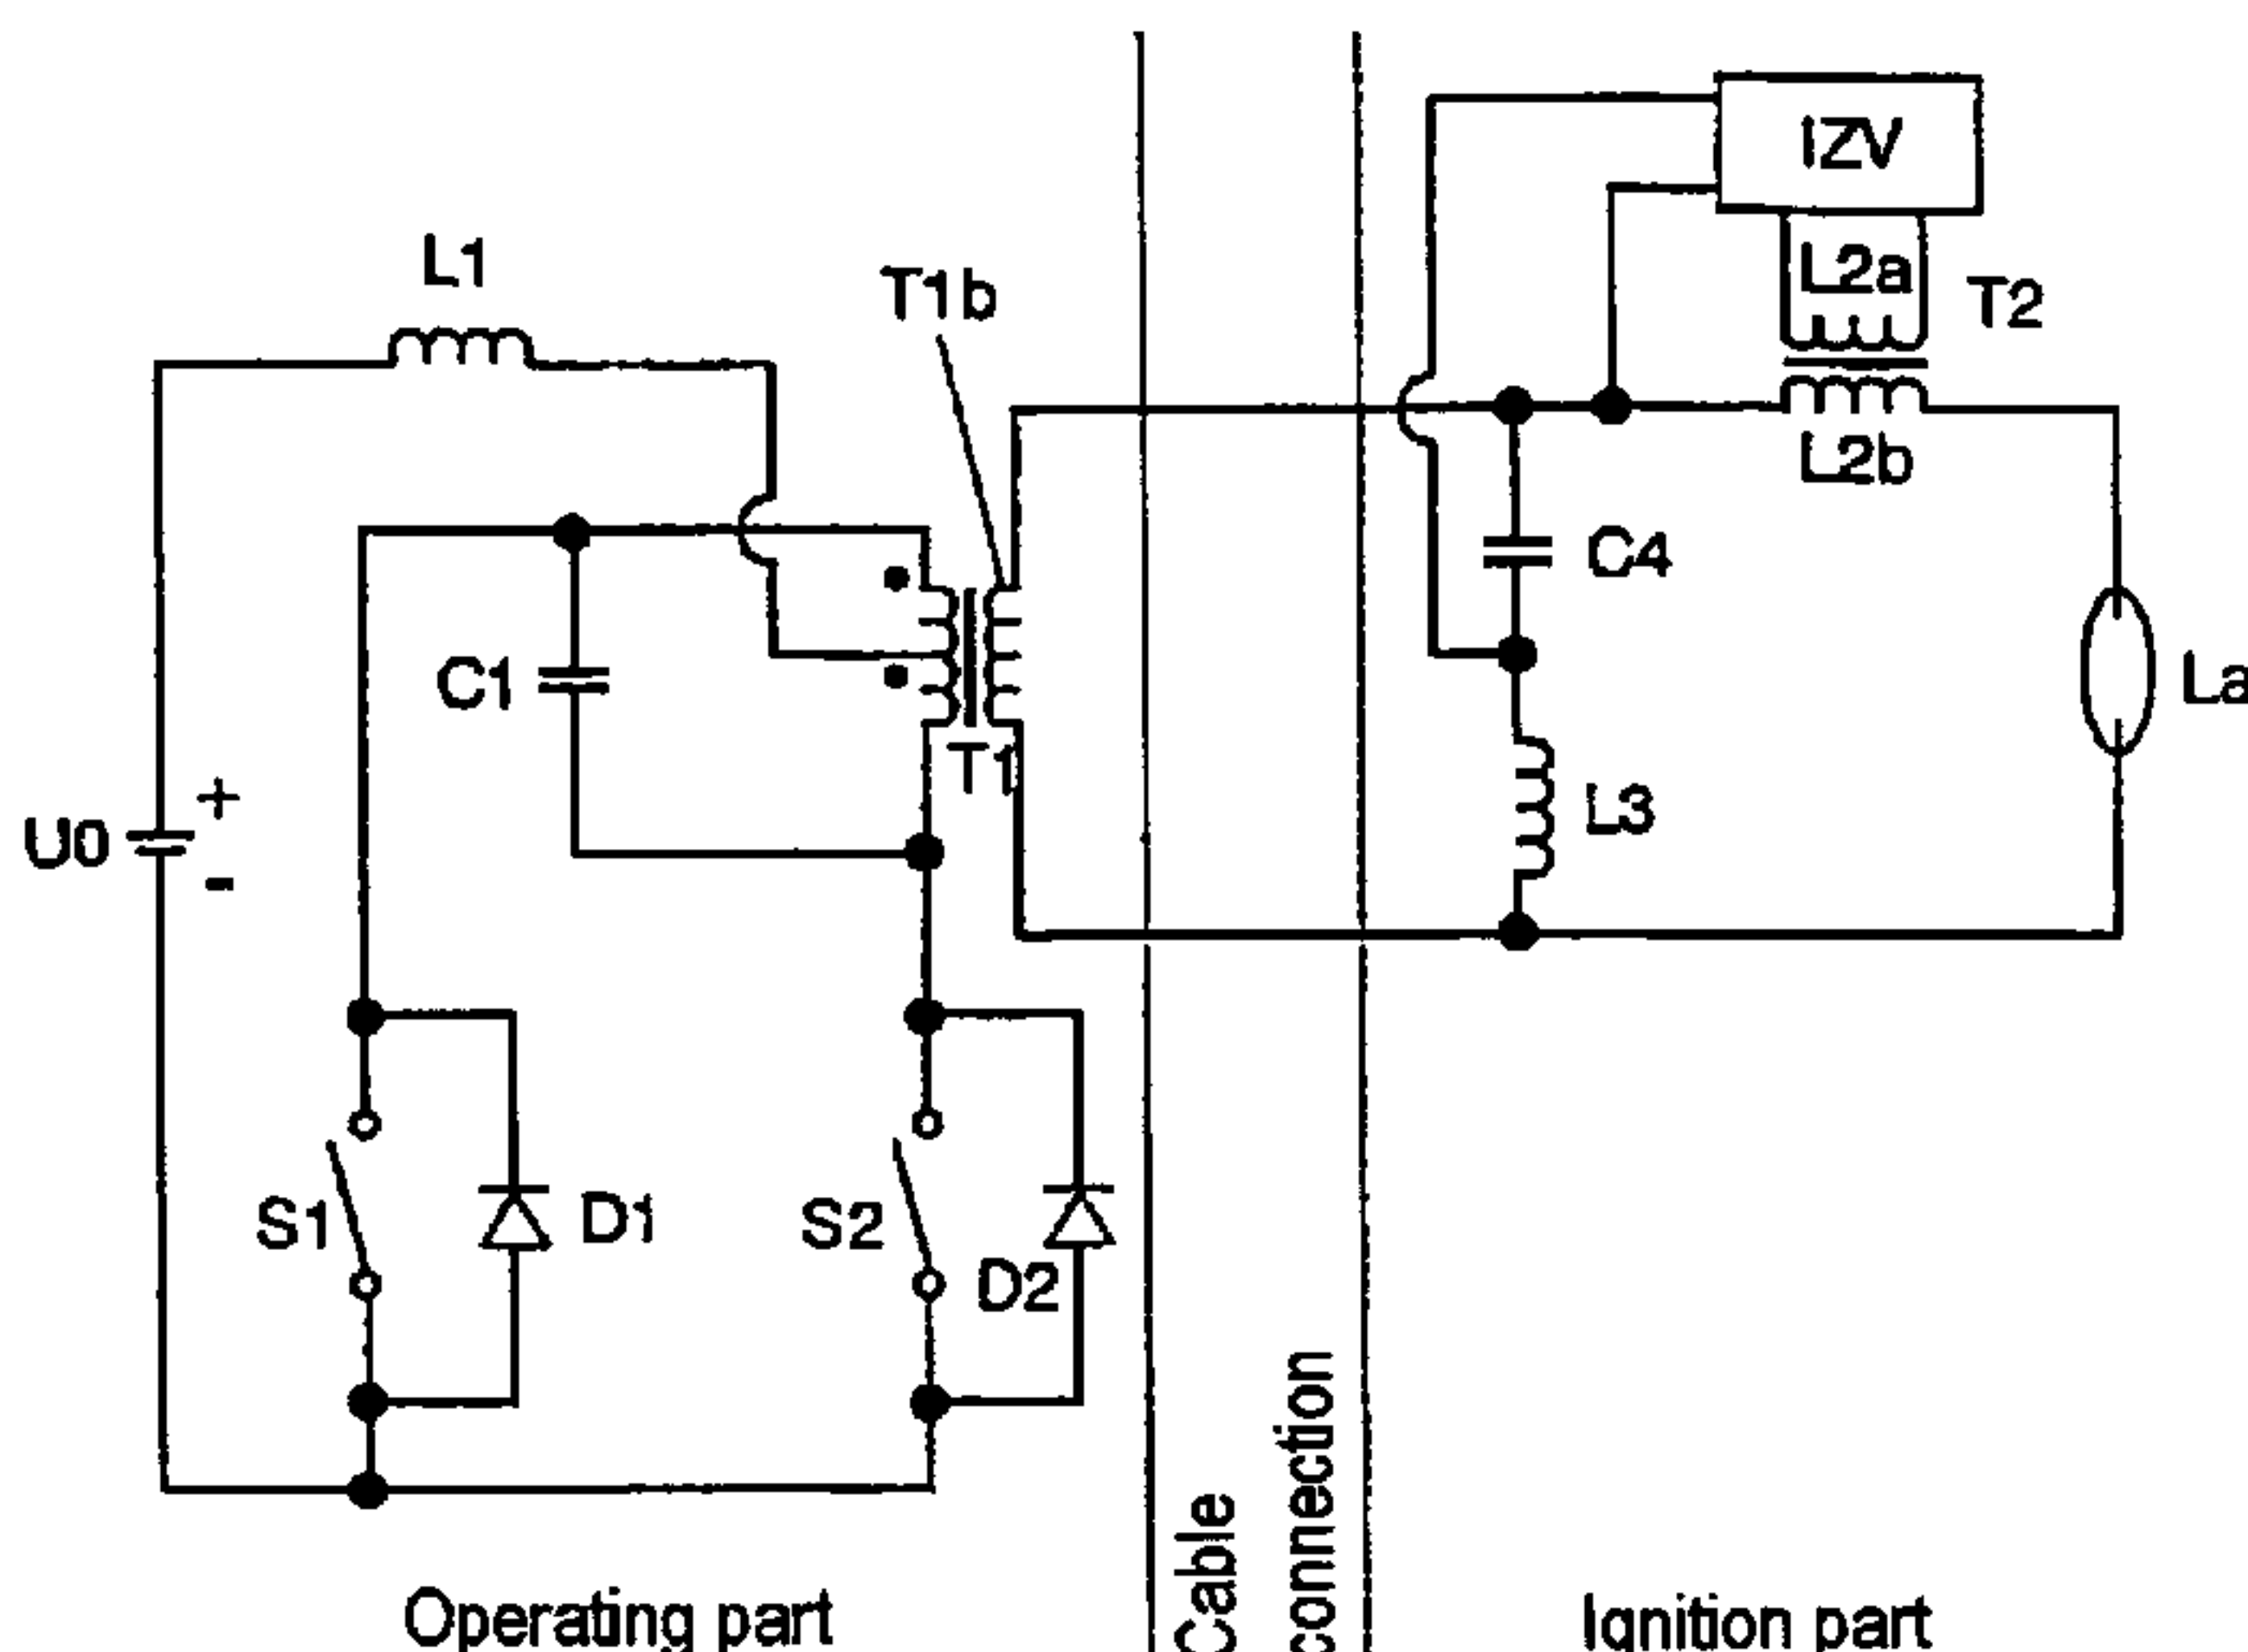 IZV
L1
T1b
L2a
T2
L2b
C4
C1
La
T1
+
U0
L3
-
S1
D1
S2
D2
Cable
connection
Operating part
Ignition part